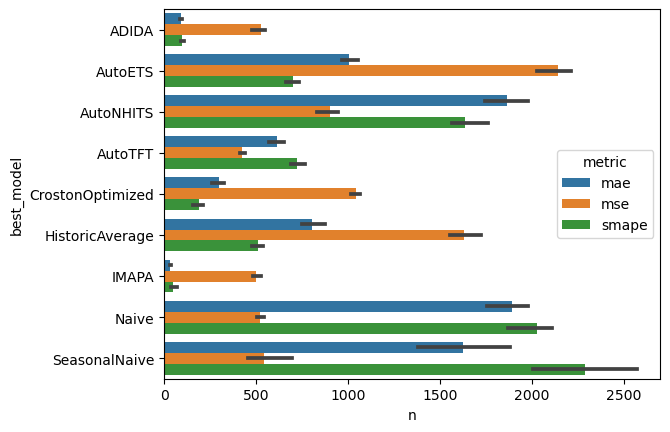 ADIDA
AutoETS
AutoNHITS
AutoTFT
CrostonOptimized
HistoricAverage
IMAPA
Naive
SeasonalNaive
best_model
metric
mae
mse
smape
0 500 1000 1500 2000 2500
n